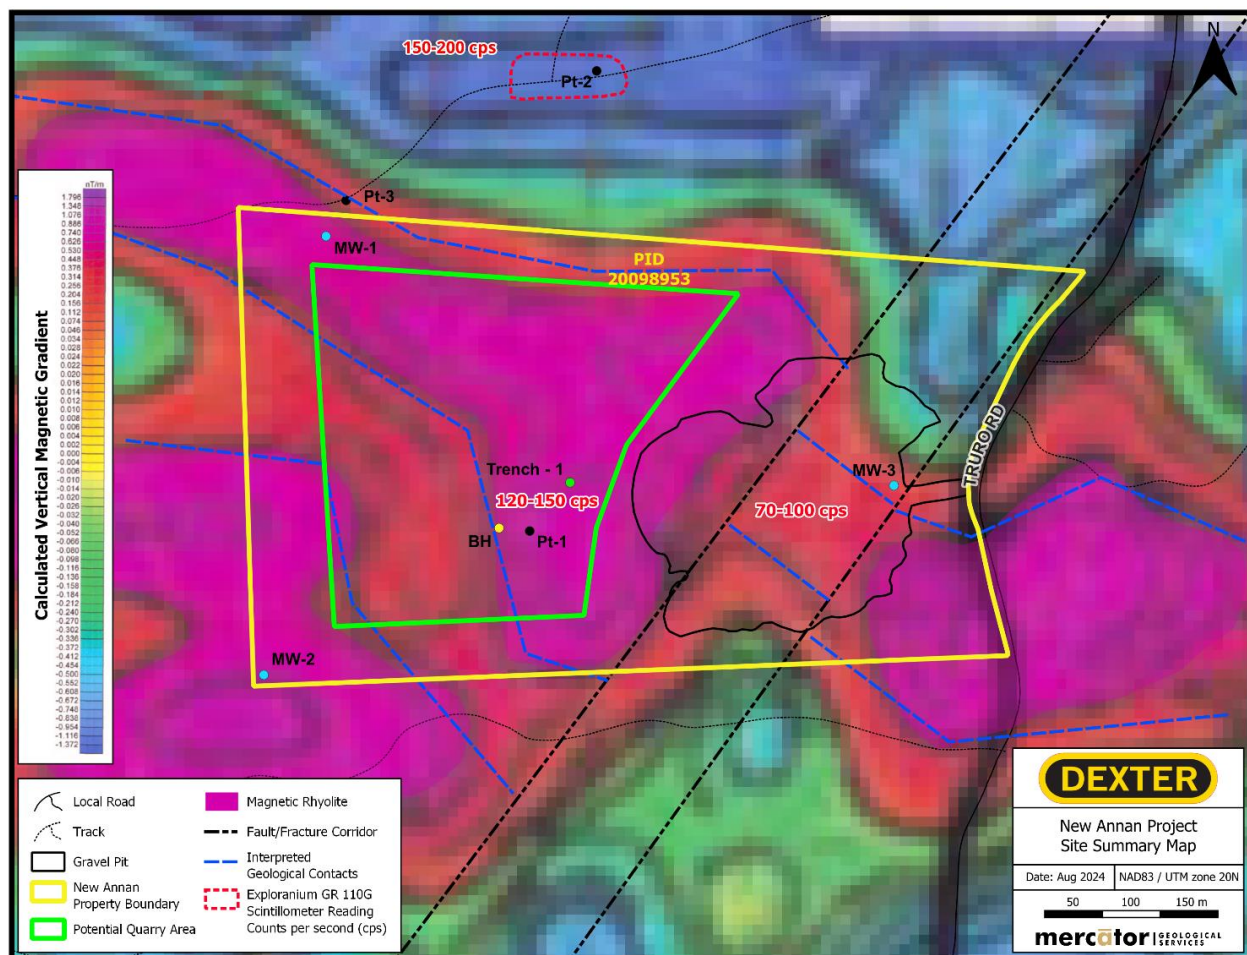 150-200 cps
Pt-2
N
Pt-3
MW-1
PID
20098953
Trench - 1
120-150 cps
BH
Pt-1
MW-3
70-100 cps
TRURO RD
MW-2
Calculated Vertical Magnetic Gradient
nT/m
1.796
1.348
1.076
0.886
0.740
0.626
0.530
0.448
0.376
0.314
0.256
0.204
0.156
0.112
0.074
0.046
0.034
0.028
0.024
0.020
0.016
0.014
0.012
0.010
0.008
0.006
0.004
0.002
0.000
-0.004
-0.006
-0.010
-0.014
-0.020
-0.026
-0.032
-0.040
-0.052
-0.064
-0.080
-0.098
-0.116
-0.136
-0.158
-0.184
-0.212
-0.240
-0.270
-0.302
-0.336
-0.372
-0.412
-0.454
-0.500
-0.552
-0.608
-0.672
-0.748
-0.838
-0.954
-1.116
-1.372
Local Road
Track
Gravel Pit
New Annan
Property Boundary
Potential Quarry Area
Magnetic Rhyolite
Fault/Fracture Corridor
Interpreted
Geological Contacts
Exploranium GR 110G
Scintillometer Reading
Counts per second (cps)
DEXTER
New Annan Project
Site Summary Map
Date: Aug 2024
NAD83 / UTM zone 20N
50 100 150 m
mercātor GEOLOGICAL
SERVICES